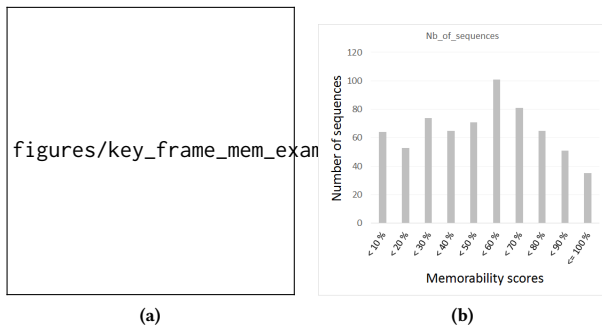 figures/key_frame_mem_exam
(a)
Nb_of_sequences
Number of sequences
120
100
80
60
40
20
0
< 10 %
< 20 %
< 30 %
< 40 %
< 50 %
< 60 %
< 70 %
< 80 %
< 90 %
<= 100 %
Memorability scores
(b)